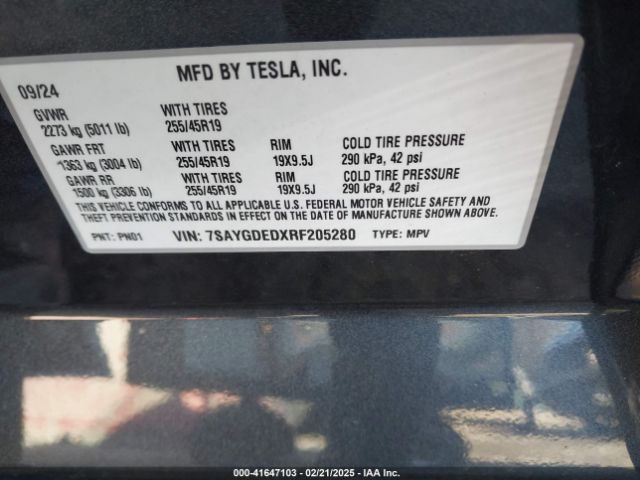 MFD BY TESLA, INC.
09/24
GVWR WITH TIRES
2273 kg (5011 lb) 255/45R19
GAWR FRT WITH TIRES RIM COLD TIRE PRESSURE
1363 kg (3004 lb) 255/45R19 19X9.5J 290 kPa, 42 psi
GAWR RR WITH TIRES RIM COLD TIRE PRESSURE
1500 kg (3306 lb) 255/45R19 19X9.5J 290 kPa, 42 psi
THIS VEHICLE CONFORMS TO ALL APPLICABLE U.S. FEDERAL MOTOR VEHICLE SAFETY AND
THEFT PREVENTION STANDARDS IN EFFECT ON THE DATE OF MANUFACTURE SHOWN ABOVE.
PNT: PN01 VIN: 7SAYGDEDXRF205280 TYPE: MPV
000-41647103 — 02/21/2025 — IAA Inc.